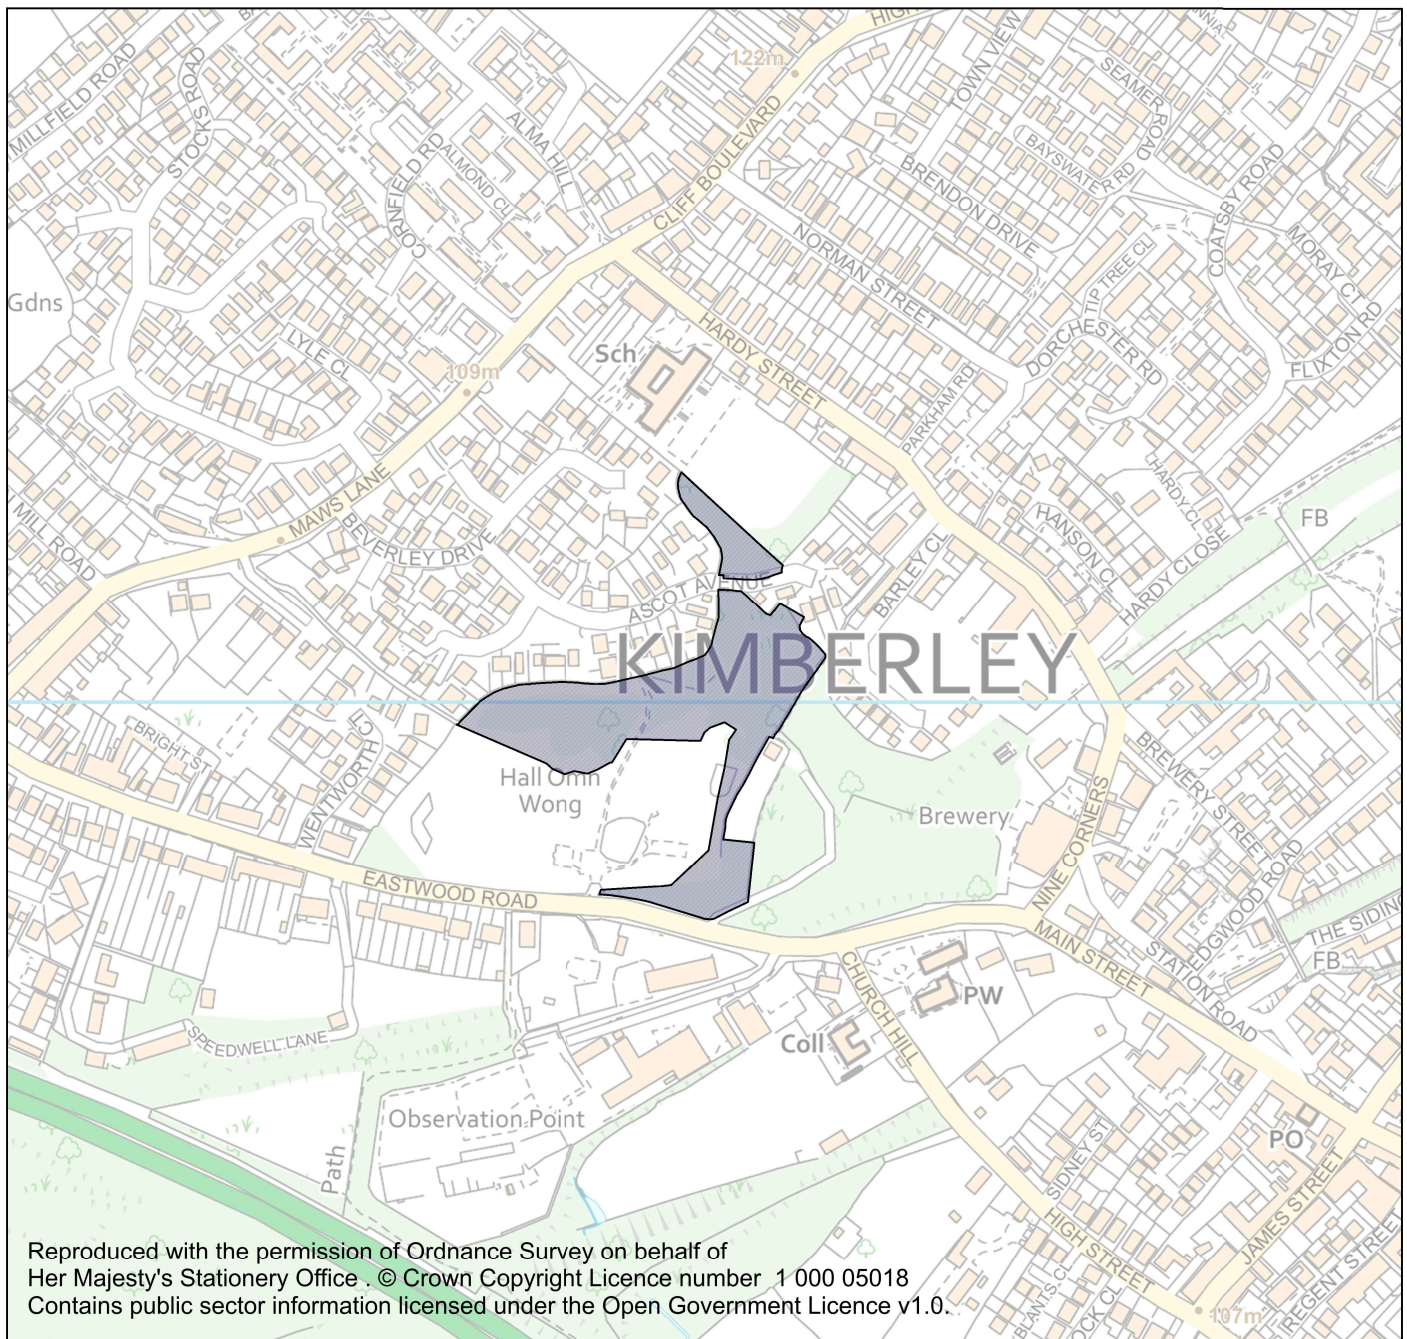 HIGH
122m
MILLFIELD ROAD
STOCKS ROAD
TOWN VIEW
SEAMER ROAD
ALMA HILL
CORNFIELD RD
ALMOND CL
CLIFF BOULEVARD
BAYSWATER RD
BRENDON DRIVE
COATSBY ROAD
NORMAN STREET
MORAY CT
FLIXTON RD
TIP TREE CL
DORCHESTER RD
Gdns
LYLE CL
109m
Sch
HARDY STREET
PARKHAM RD
MAWS LANE
MILL ROAD
BEVERLEY DRIVE
HARDY CL
HANSON CL
HARDY CLOSE
FB
ASCOT AVENUE
BARLEY CL
KIMBERLEY
BRIGHT ST
WENTWORTH CT
Hall Omn
Wong
Brewery
BREWERY STREET
NINE CORNERS
EASTWOOD ROAD
EDGWOOD ROAD
THE SIDING
FB
MAIN STREET
STATION ROAD
CHURCH HILL
PW
Coll
SPEEDWELL LANE
Observation Point
Path
PO
SIDNEY ST
JAMES STREET
HIGH STREET
REGENT STREET
BLANTS CL
OCK CL
107m
Reproduced with the permission of Ordnance Survey on behalf of
Her Majesty's Stationery Office . © Crown Copyright Licence number 1 000 05018
Contains public sector information licensed under the Open Government Licence v1.0.